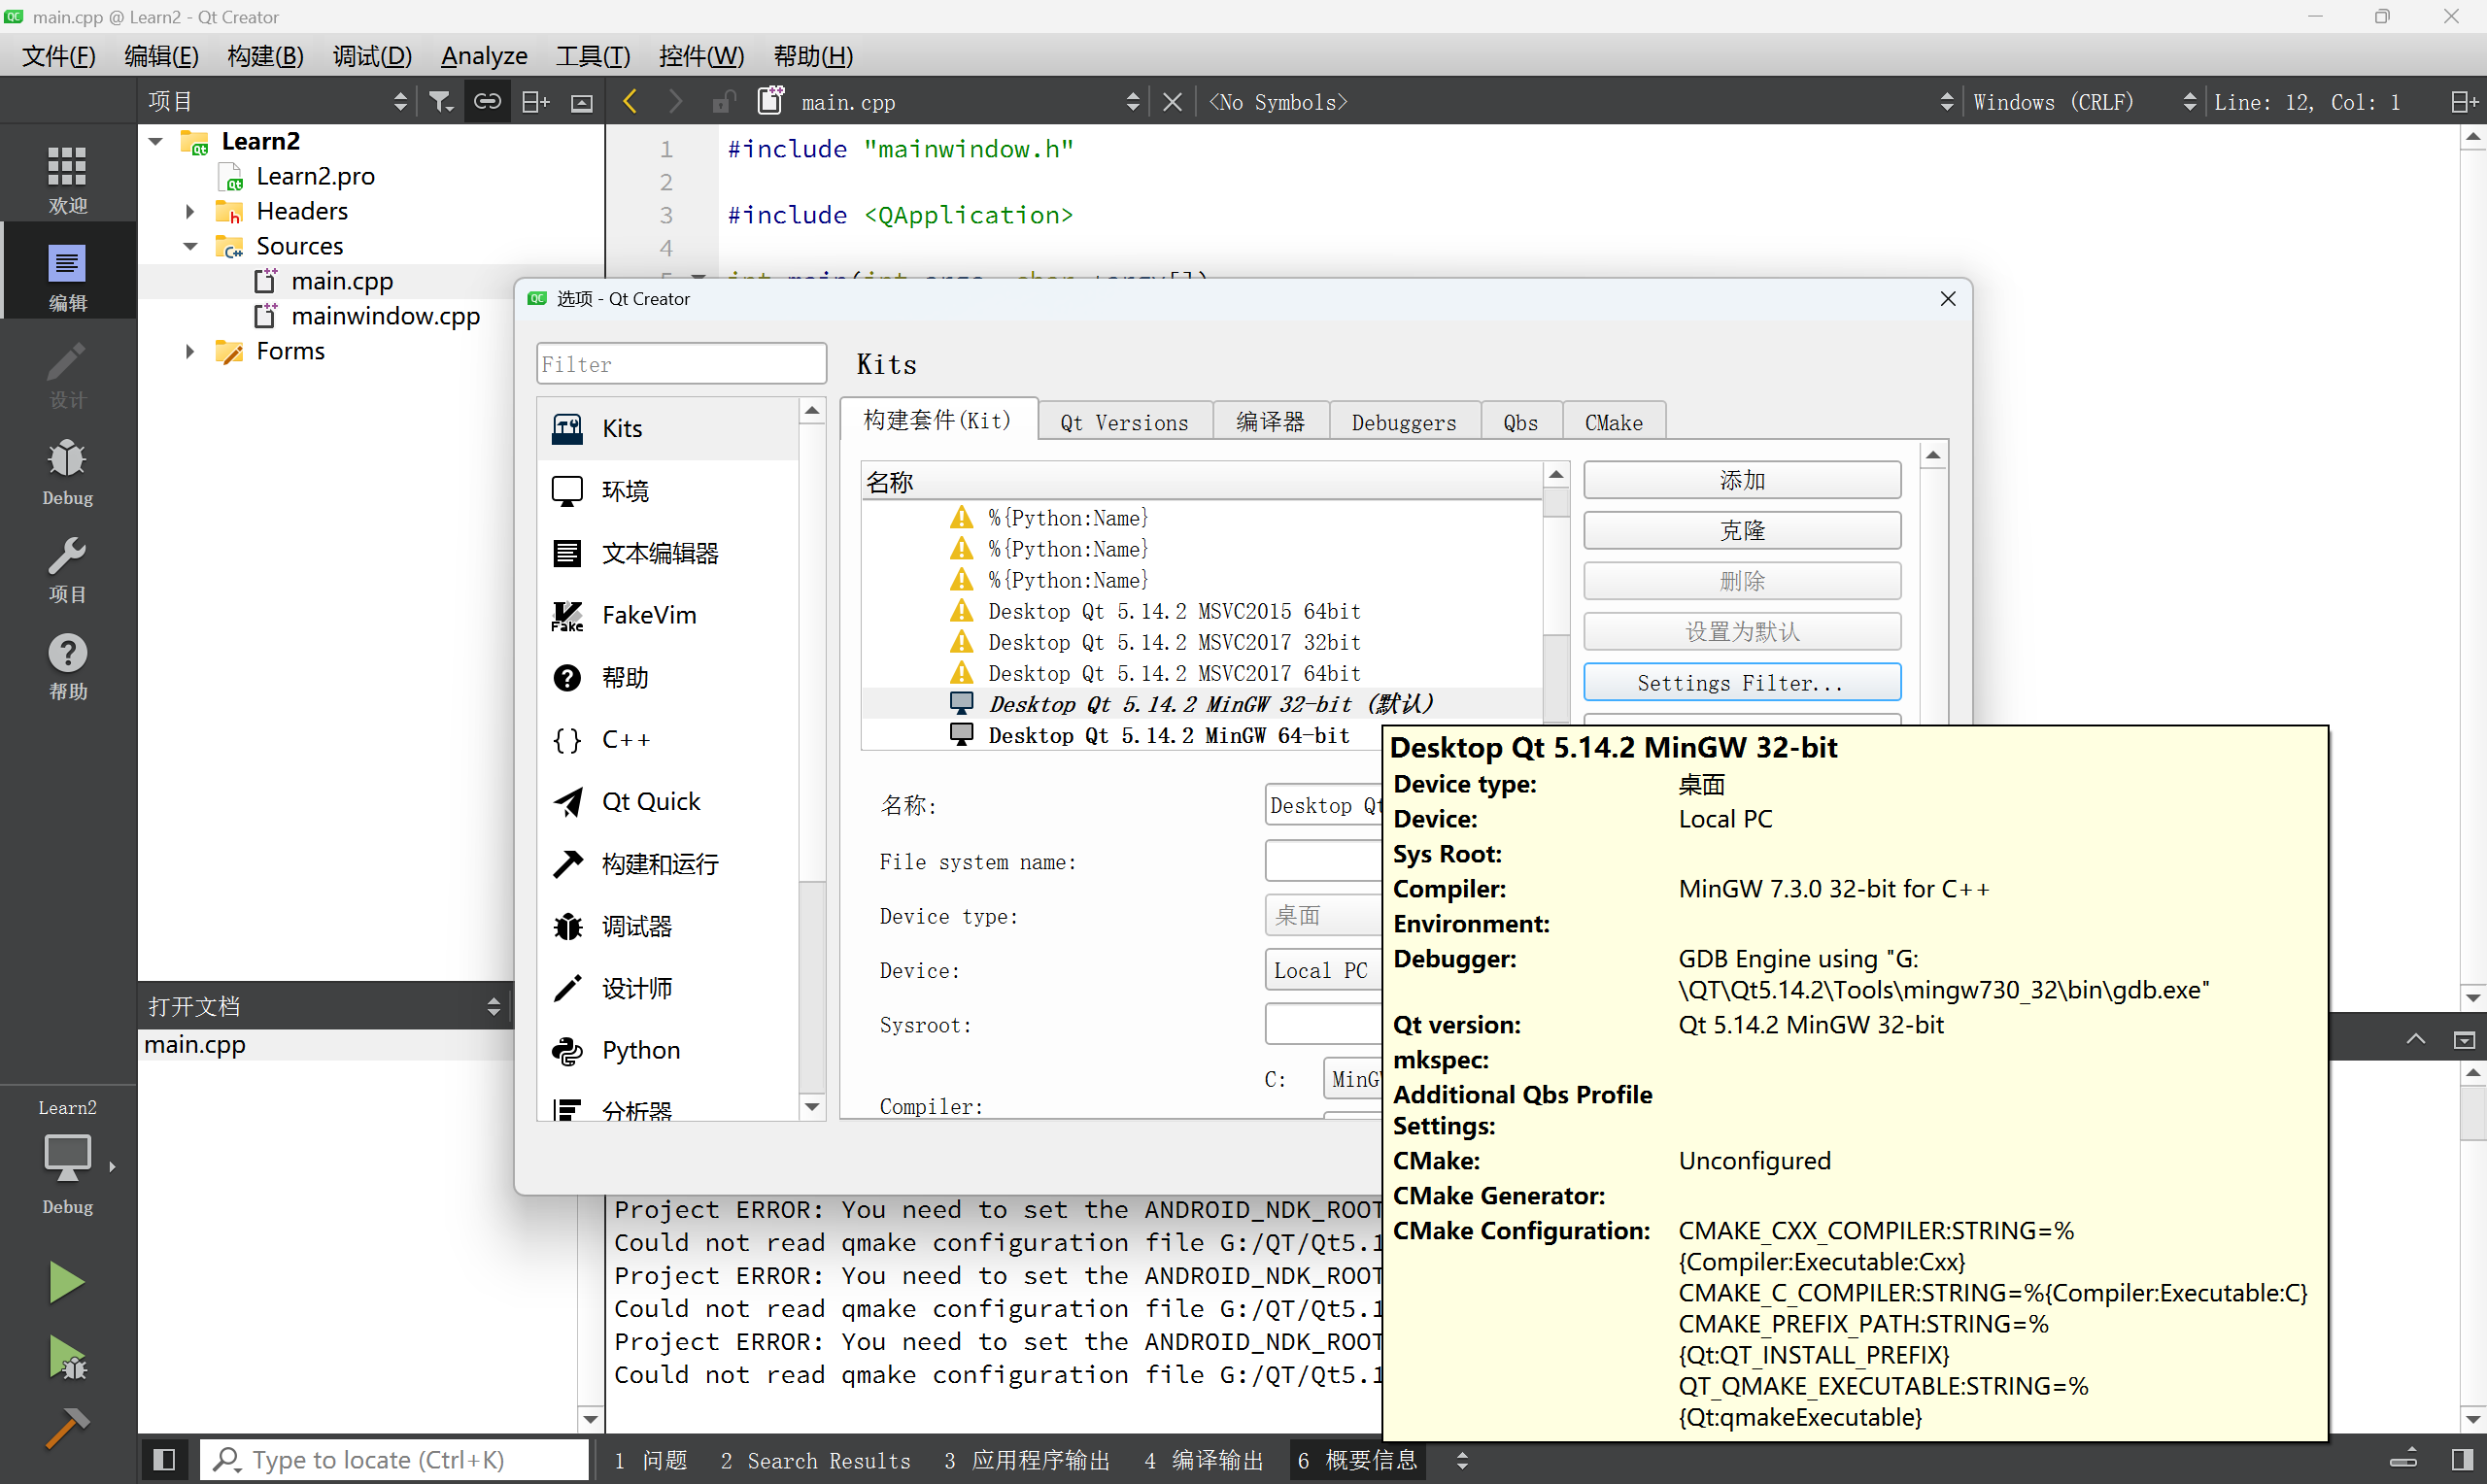 main.cpp @ Learn2 - Qt Creator
文件(F) 编辑(E) 构建(B) 调试(D) Analyze 工具(T) 控件(W) 帮助(H)
项目
main.cpp
<No Symbols>
Windows (CRLF)
Line: 12, Col: 1
欢迎
编辑
设计
Debug
项目
帮助
Learn2
Debug
Learn2
Learn2.pro
Headers
Sources
main.cpp
mainwindow.cpp
Forms
打开文档
main.cpp
1 #include "mainwindow.h"
2
3 #include <QApplication>
4
选项 - Qt Creator
Filter
Kits
环境
文本编辑器
FakeVim
帮助
C++
Qt Quick
构建和运行
调试器
设计师
Python
分析器
Kits
构建套件(Kit) Qt Versions 编译器 Debuggers Qbs CMake
名称
%{Python:Name}
%{Python:Name}
%{Python:Name}
Desktop Qt 5.14.2 MSVC2015 64bit
Desktop Qt 5.14.2 MSVC2017 32bit
Desktop Qt 5.14.2 MSVC2017 64bit
Desktop Qt 5.14.2 MinGW 32-bit (默认)
Desktop Qt 5.14.2 MinGW 64-bit
添加
克隆
删除
设置为默认
Settings Filter...
名称: Desktop Qt
File system name:
Device type: 桌面
Device: Local PC
Sysroot:
C: MinG
Compiler:
Desktop Qt 5.14.2 MinGW 32-bit
Device type: 桌面
Device: Local PC
Sys Root:
Compiler: MinGW 7.3.0 32-bit for C++
Environment:
Debugger: GDB Engine using "G:
\QT\Qt5.14.2\Tools\mingw730_32\bin\gdb.exe"
Qt version: Qt 5.14.2 MinGW 32-bit
mkspec:
Additional Qbs Profile
Settings:
CMake: Unconfigured
CMake Generator:
CMake Configuration: CMAKE_CXX_COMPILER:STRING=%
{Compiler:Executable:Cxx}
CMAKE_C_COMPILER:STRING=%{Compiler:Executable:C}
CMAKE_PREFIX_PATH:STRING=%
{Qt:QT_INSTALL_PREFIX}
QT_QMAKE_EXECUTABLE:STRING=%
{Qt:qmakeExecutable}
Project ERROR: You need to set the ANDROID_NDK_ROOT
Could not read qmake configuration file G:/QT/Qt5.1
Project ERROR: You need to set the ANDROID_NDK_ROOT
Could not read qmake configuration file G:/QT/Qt5.1
Project ERROR: You need to set the ANDROID_NDK_ROOT
Could not read qmake configuration file G:/QT/Qt5.1
Type to locate (Ctrl+K)
1 问题 2 Search Results 3 应用程序输出 4 编译输出 6 概要信息